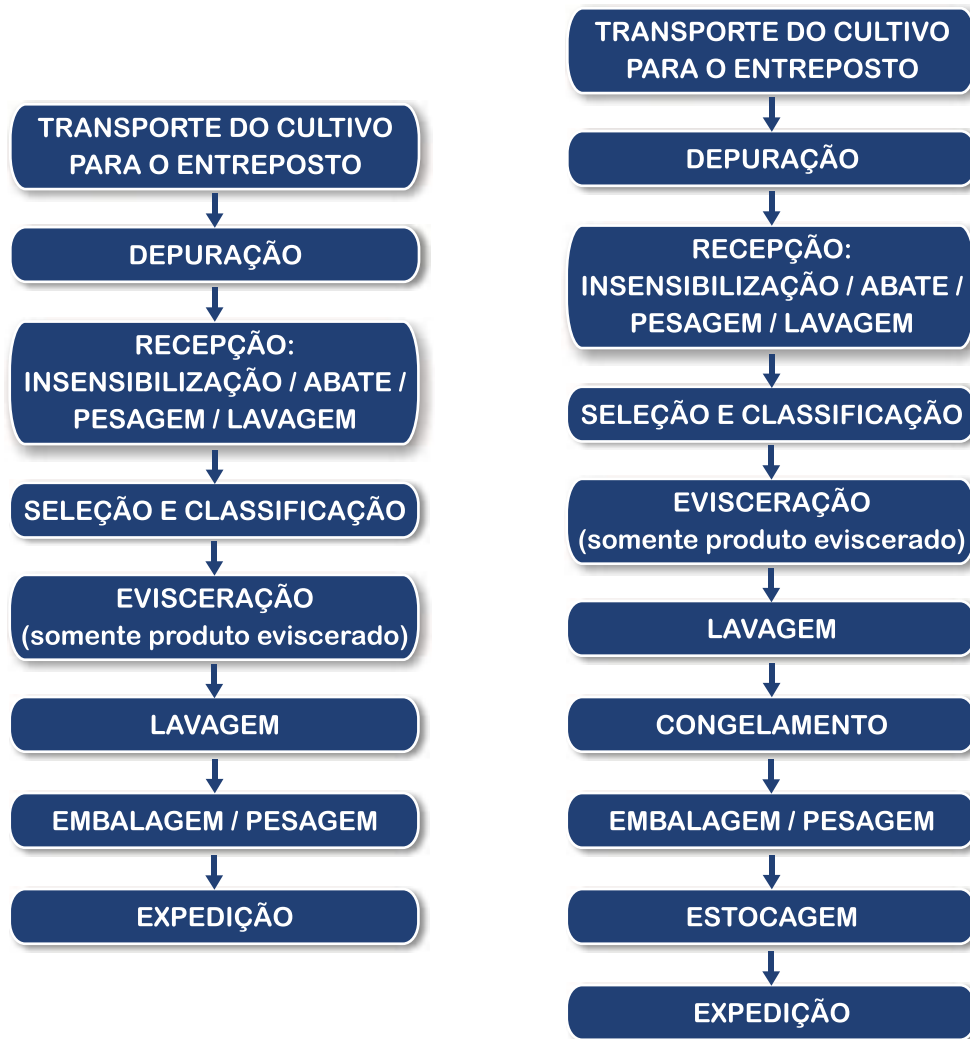 TRANSPORTE DO CULTIVO
PARA O ENTREPOSTO
DEPURAÇÃO
RECEPÇÃO:
INSENSIBILIZAÇÃO / ABATE /
PESAGEM / LAVAGEM
SELEÇÃO E CLASSIFICAÇÃO
EVISCERAÇÃO
(somente produto eviscerado)
LAVAGEM
EMBALAGEM / PESAGEM
EXPEDIÇÃO
TRANSPORTE DO CULTIVO
PARA O ENTREPOSTO
DEPURAÇÃO
RECEPÇÃO:
INSENSIBILIZAÇÃO / ABATE /
PESAGEM / LAVAGEM
SELEÇÃO E CLASSIFICAÇÃO
EVISCERAÇÃO
(somente produto eviscerado)
LAVAGEM
CONGELAMENTO
EMBALAGEM / PESAGEM
ESTOCAGEM
EXPEDIÇÃO